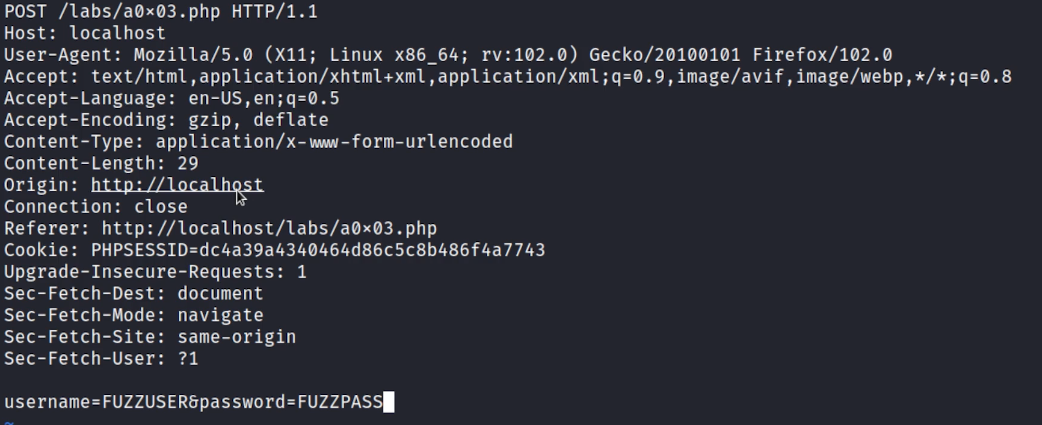 POST /labs/a0x03.php HTTP/1.1
Host: localhost
User-Agent: Mozilla/5.0 (X11; Linux x86_64; rv:102.0) Gecko/20100101 Firefox/102.0
Accept: text/html,application/xhtml+xml,application/xml;q=0.9,image/avif,image/webp,*/*;q=0.8
Accept-Language: en-US,en;q=0.5
Accept-Encoding: gzip, deflate
Content-Type: application/x-www-form-urlencoded
Content-Length: 29
Origin: http://localhost
Connection: close
Referer: http://localhost/labs/a0x03.php
Cookie: PHPSESSID=dc4a39a4340464d86c5c8b486f4a7743
Upgrade-Insecure-Requests: 1
Sec-Fetch-Dest: document
Sec-Fetch-Mode: navigate
Sec-Fetch-Site: same-origin
Sec-Fetch-User: ?1
username=FUZZUSER&password=FUZZPASS
~